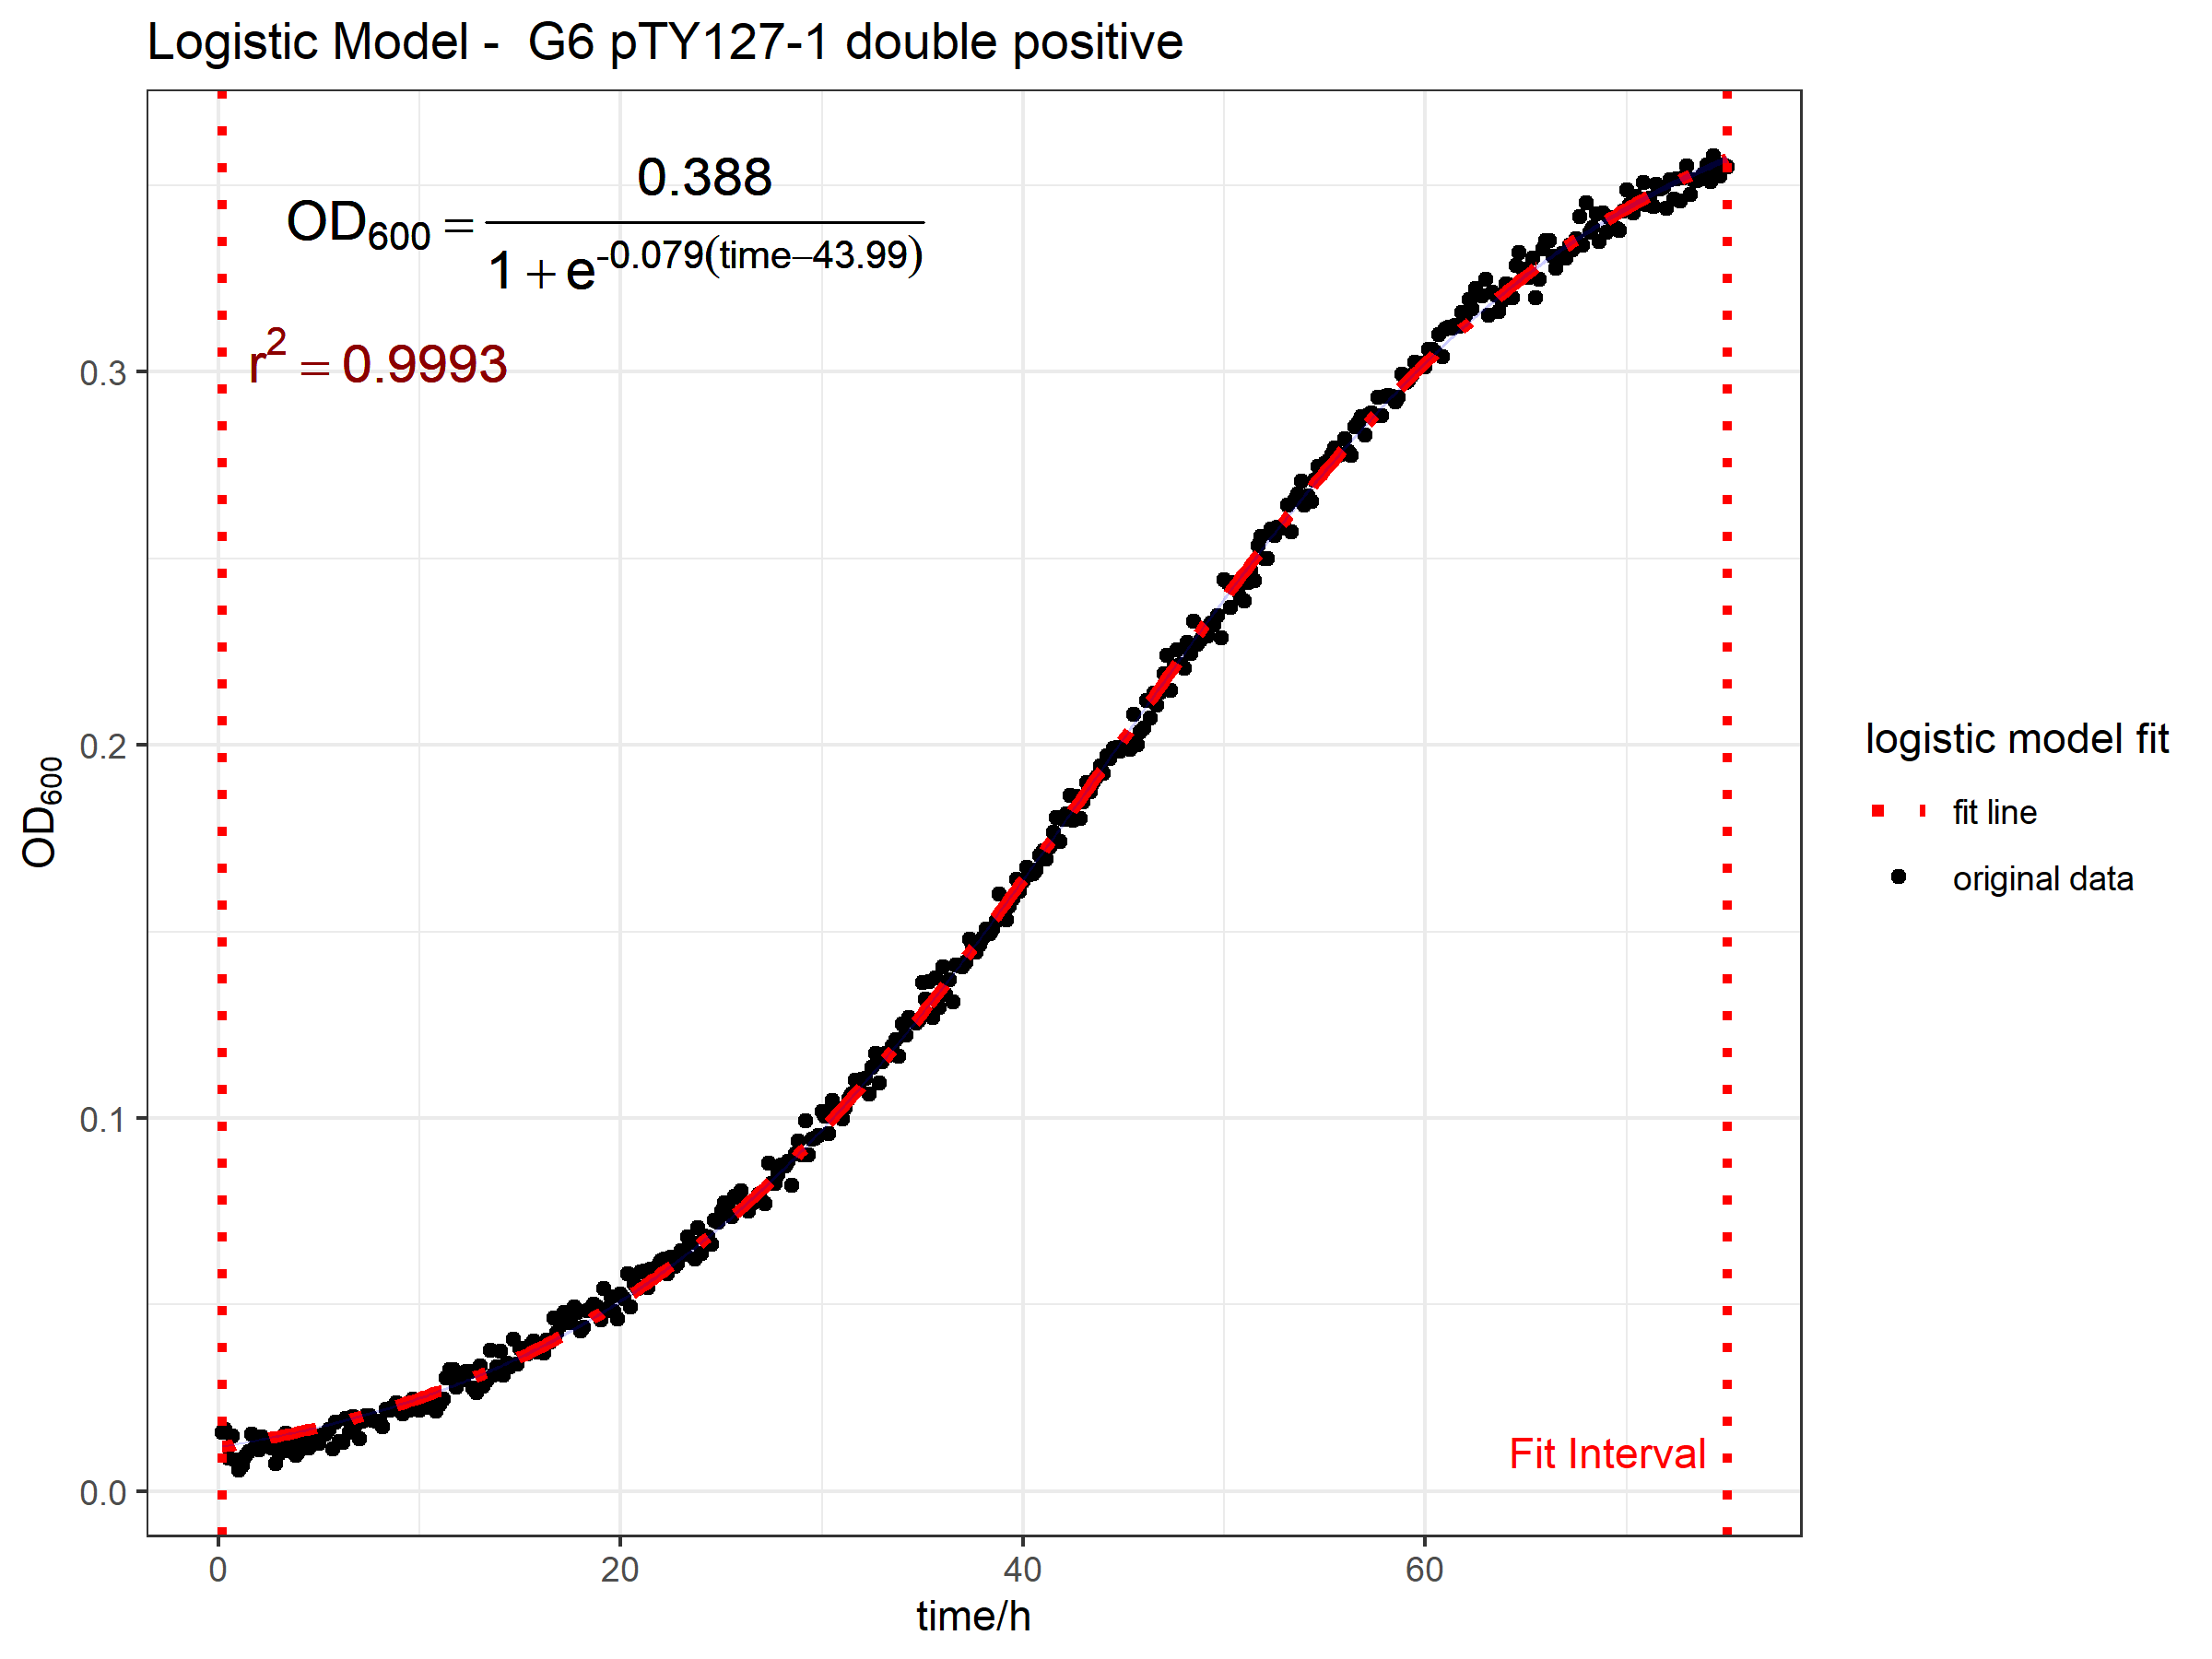 Logistic Model -  G6 pTY127-1 double positive
OD₆₀₀ = 0.388 / (1 + e^-0.079(time−43.99))
r² = 0.9993
0.3
0.2
0.1
0.0
OD₆₀₀
0
20
40
60
time/h
Fit Interval
logistic model fit
fit line
original data